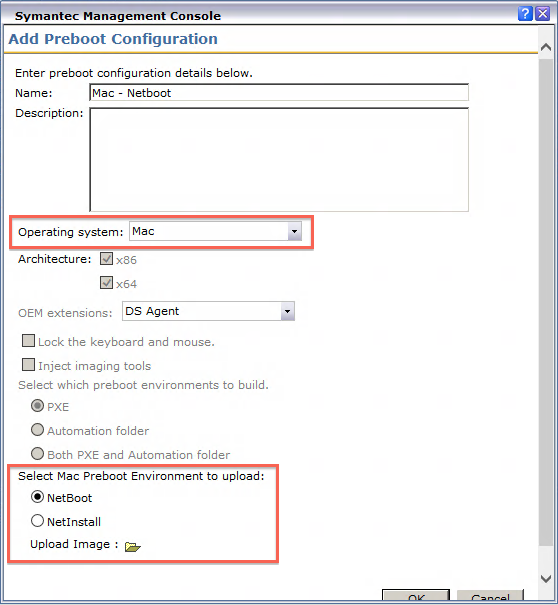 Symantec Management Console
Add Preboot Configuration
Enter preboot configuration details below.
Name: Mac - Netboot
Description:
Operating system: Mac
Architecture: x86
x64
OEM extensions: DS Agent
Lock the keyboard and mouse.
Inject imaging tools
Select which preboot environments to build.
PXE
Automation folder
Both PXE and Automation folder
Select Mac Preboot Environment to upload:
NetBoot
NetInstall
Upload Image :
OK Cancel